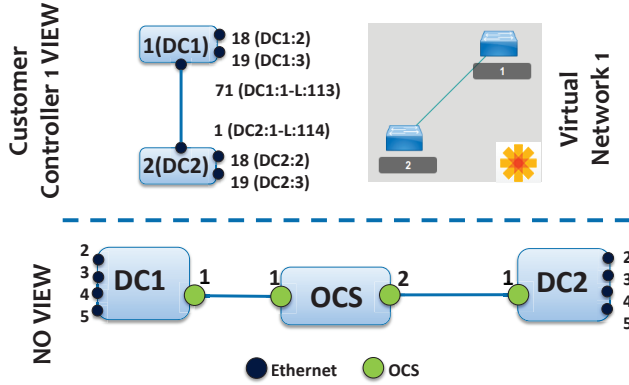 Customer
Controller 1 VIEW
1(DC1)
18 (DC1:2)
19 (DC1:3)
71 (DC1:1-L:113)
1 (DC2:1-L:114)
2(DC2)
18 (DC2:2)
19 (DC2:3)
1
2
Virtual
Network 1
NO VIEW
2
3
4
5
DC1
1
1
OCS
2
1
DC2
2
3
4
5
Ethernet
OCS